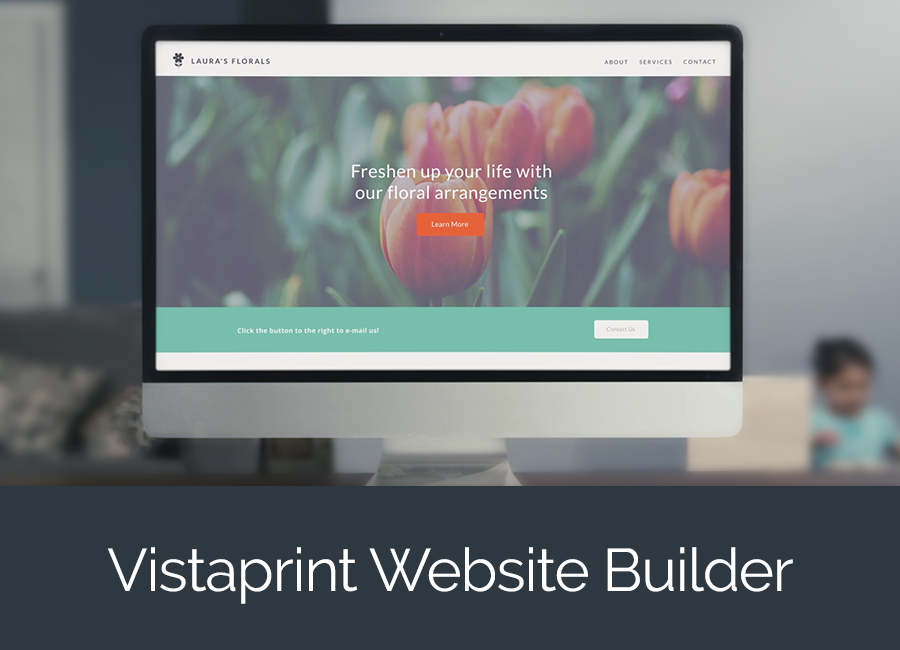 LAURA'S FLORALS
ABOUT SERVICES CONTACT
Freshen up your life with
our floral arrangements
Learn More
Click the button to the right to e-mail us!
Contact Us
Vistaprint Website Builder